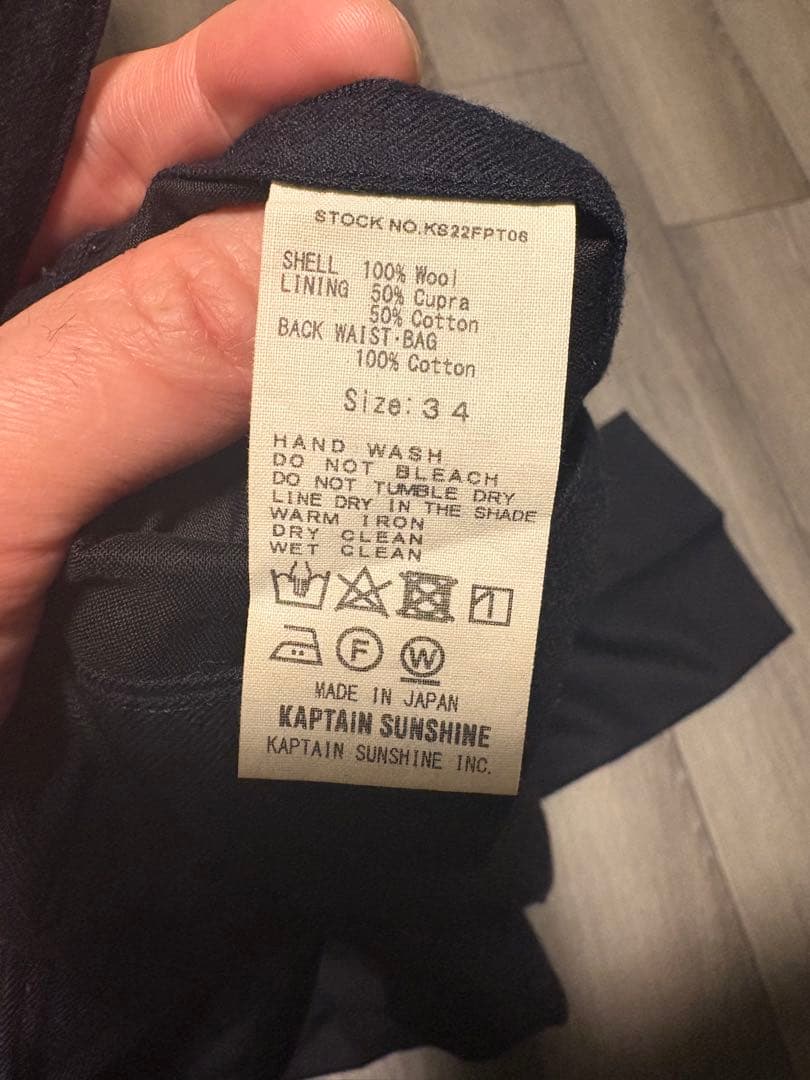 STOCK NO.KS22FPT06
SHELL 100% Wool
LINING 50% Cupra
50% Cotton
BACK WAIST·BAG
100% Cotton
Size:34
HAND WASH
DO NOT BLEACH
DO NOT TUMBLE DRY
LINE DRY IN THE SHADE
WARM IRON
DRY CLEAN
WET CLEAN
F W
MADE IN JAPAN
KAPTAIN SUNSHINE
KAPTAIN SUNSHINE INC.